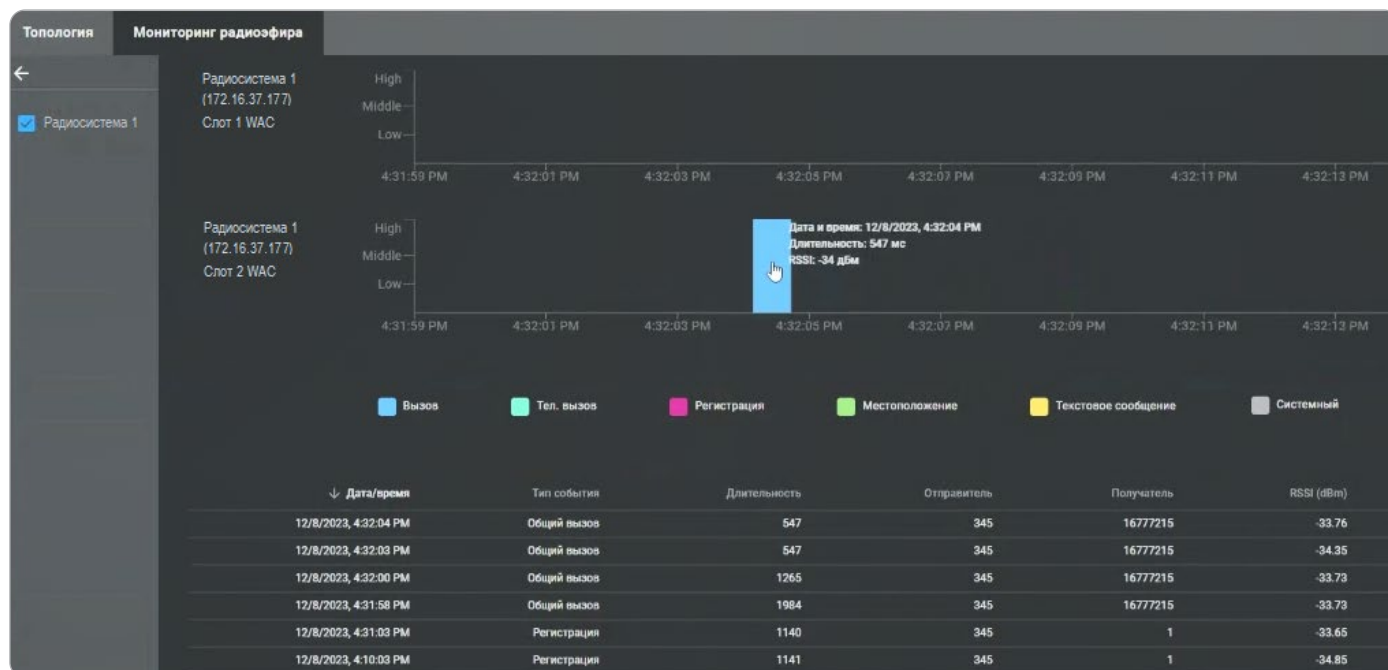 Топология Мониторинг радиоэфира
Радиосистема 1
Радиосистема 1
(172.16.37.177)
Слот 1 WAC
High
Middle
Low
4:31:59 PM 4:32:01 PM 4:32:03 PM 4:32:05 PM 4:32:07 PM 4:32:09 PM 4:32:11 PM 4:32:13 PM
Радиосистема 1
(172.16.37.177)
Слот 2 WAC
High
Middle
Low
Дата и время: 12/8/2023, 4:32:04 PM
Длительность: 547 мс
RSSI: -34 дБм
4:31:59 PM 4:32:01 PM 4:32:03 PM 4:32:05 PM 4:32:07 PM 4:32:09 PM 4:32:11 PM 4:32:13 PM
Вызов Тел. вызов Регистрация Местоположение Текстовое сообщение Системный
Дата/время Тип события Длительность Отправитель Получатель RSSI (dBm)
12/8/2023, 4:32:04 PM Общий вызов 547 345 16777215 -33.76
12/8/2023, 4:32:03 PM Общий вызов 547 345 16777215 -34.35
12/8/2023, 4:32:00 PM Общий вызов 1265 345 16777215 -33.73
12/8/2023, 4:31:58 PM Общий вызов 1984 345 16777215 -33.73
12/8/2023, 4:31:03 PM Регистрация 1140 345 1 -33.65
12/8/2023, 4:10:03 PM Регистрация 1141 345 1 -34.85